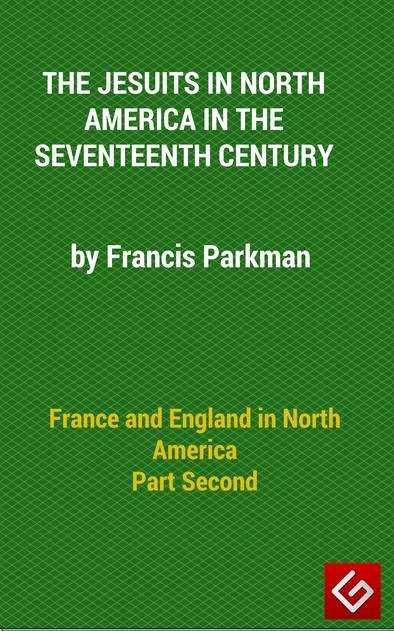 THE JESUITS IN NORTH
AMERICA IN THE
SEVENTEENTH CENTURY
by Francis Parkman
France and England in North
America
Part Second